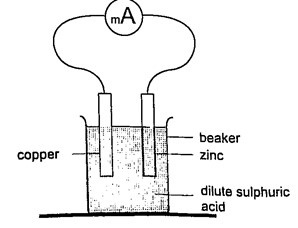 mA
beaker
copper
zinc
dilute sulphuric
acid